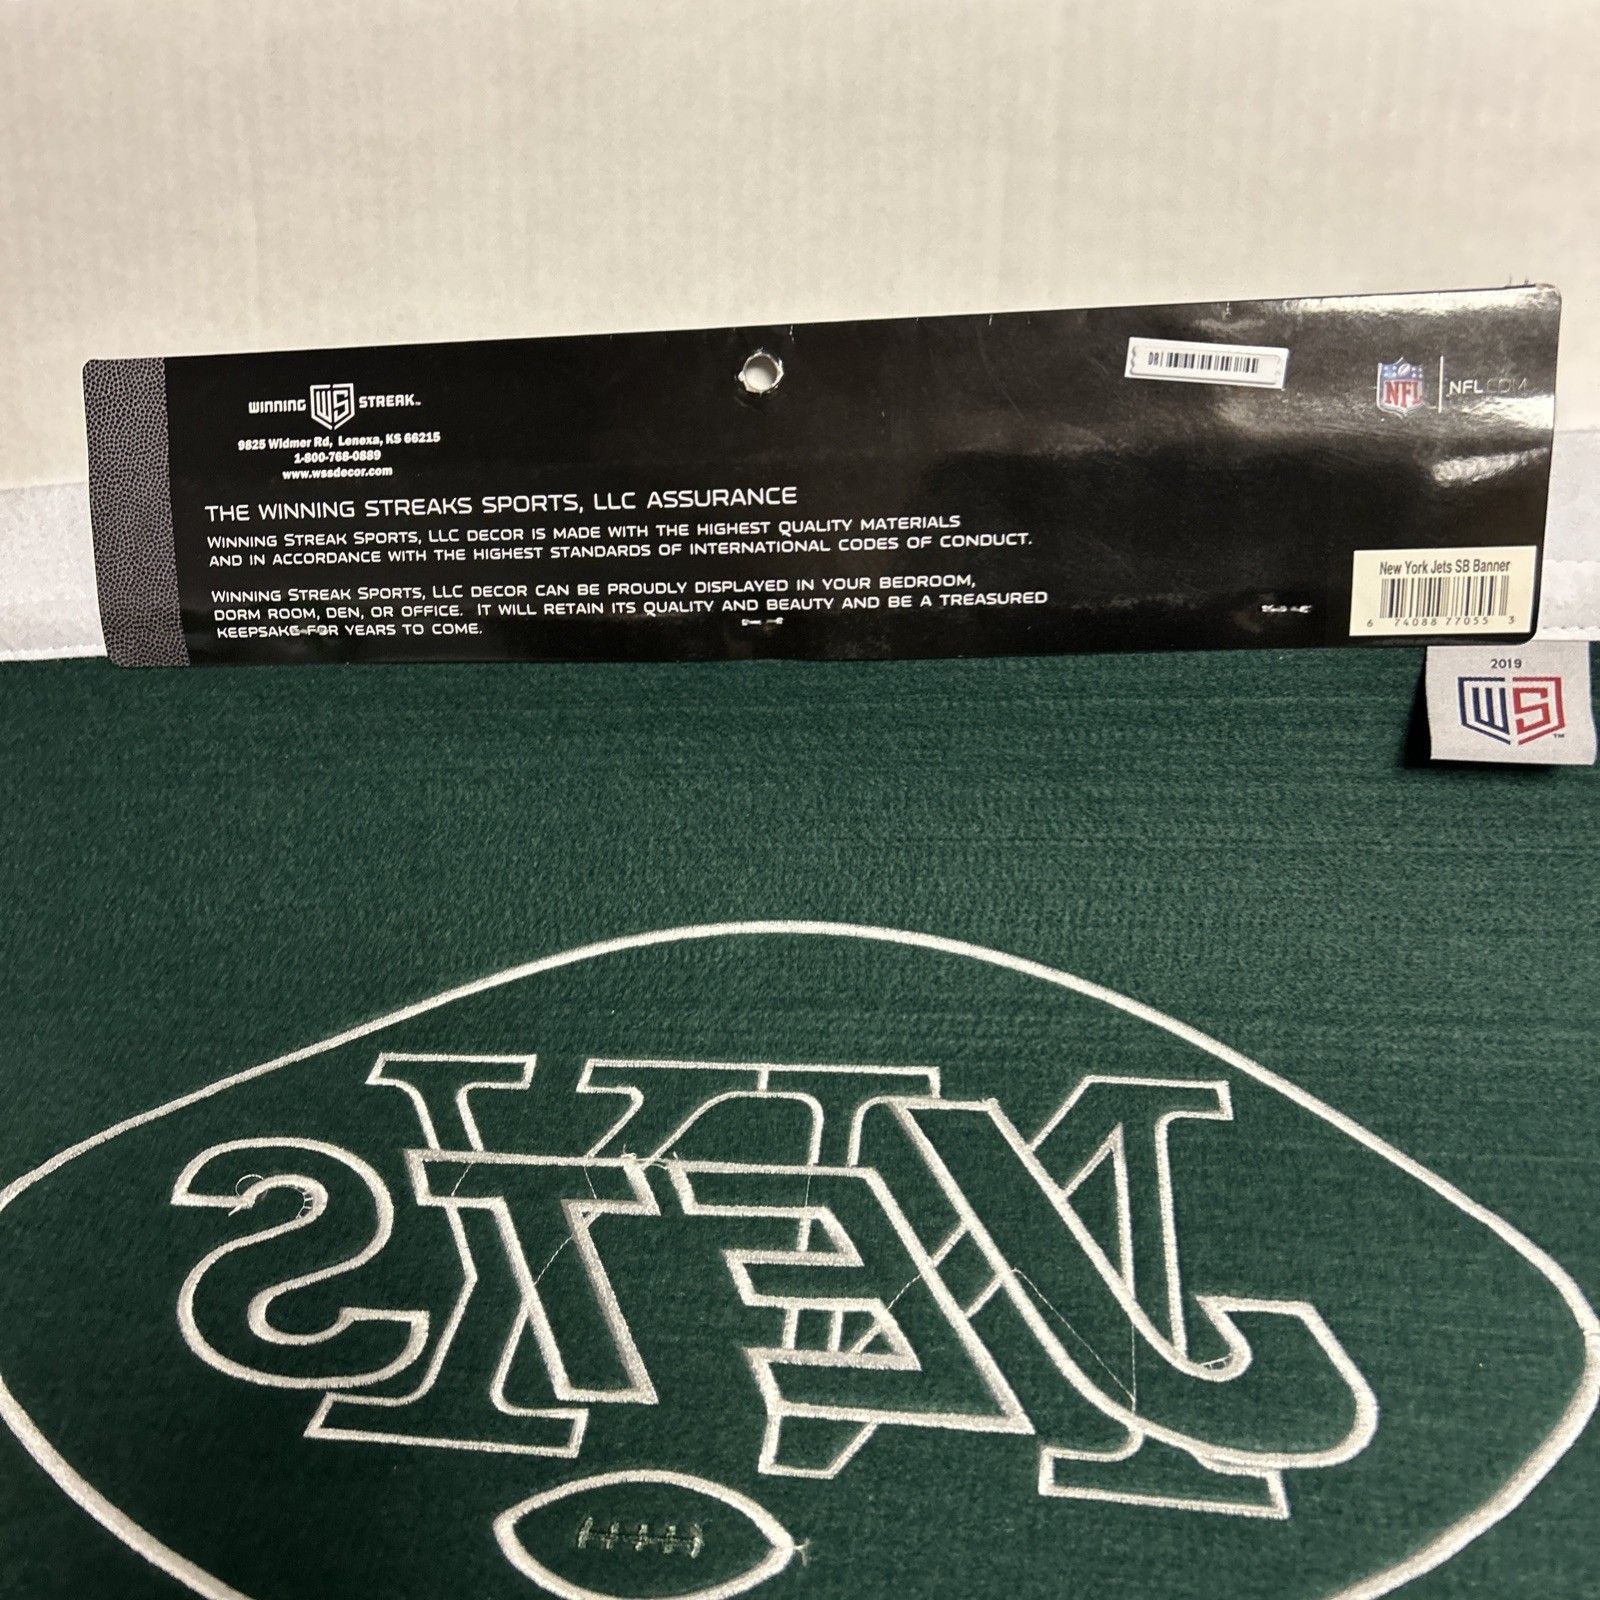 WINNING WS STREAK™
9825 Widmer Rd, Lenexa, KS 66215
1-800-768-0889
www.wssdecor.com
THE WINNING STREAKS SPORTS, LLC ASSURANCE
WINNING STREAK SPORTS, LLC DECOR IS MADE WITH THE HIGHEST QUALITY MATERIALS
AND IN ACCORDANCE WITH THE HIGHEST STANDARDS OF INTERNATIONAL CODES OF CONDUCT.
WINNING STREAK SPORTS, LLC DECOR CAN BE PROUDLY DISPLAYED IN YOUR BEDROOM,
DORM ROOM, DEN, OR OFFICE. IT WILL RETAIN ITS QUALITY AND BEAUTY AND BE A TREASURED
KEEPSAKE FOR YEARS TO COME.
DBI
NFL NFL.COM
New York Jets SB Banner
6 74088 77055 3
2019
WS™
NY
JETS